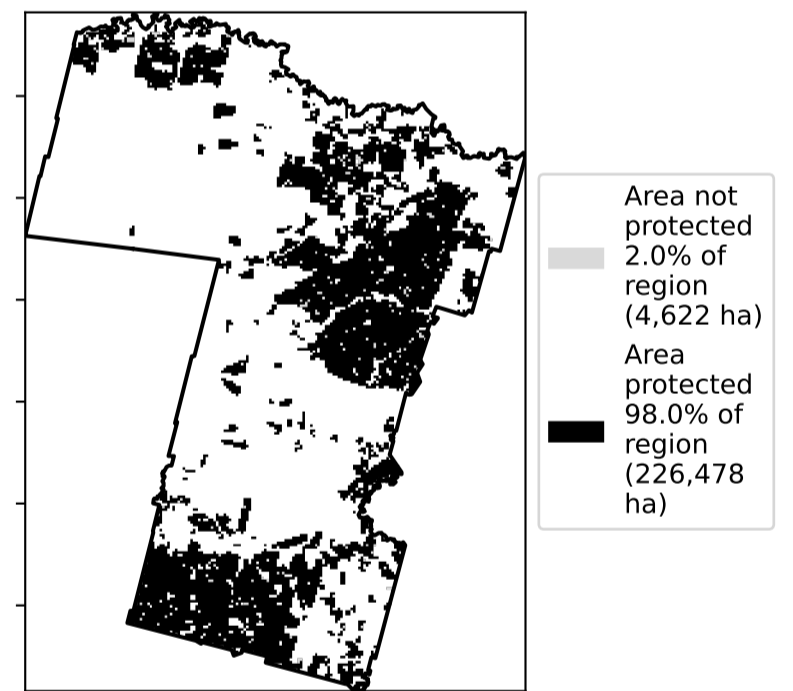 Area not
protected
2.0% of
region
(4,622 ha)
Area
protected
98.0% of
region
(226,478
ha)